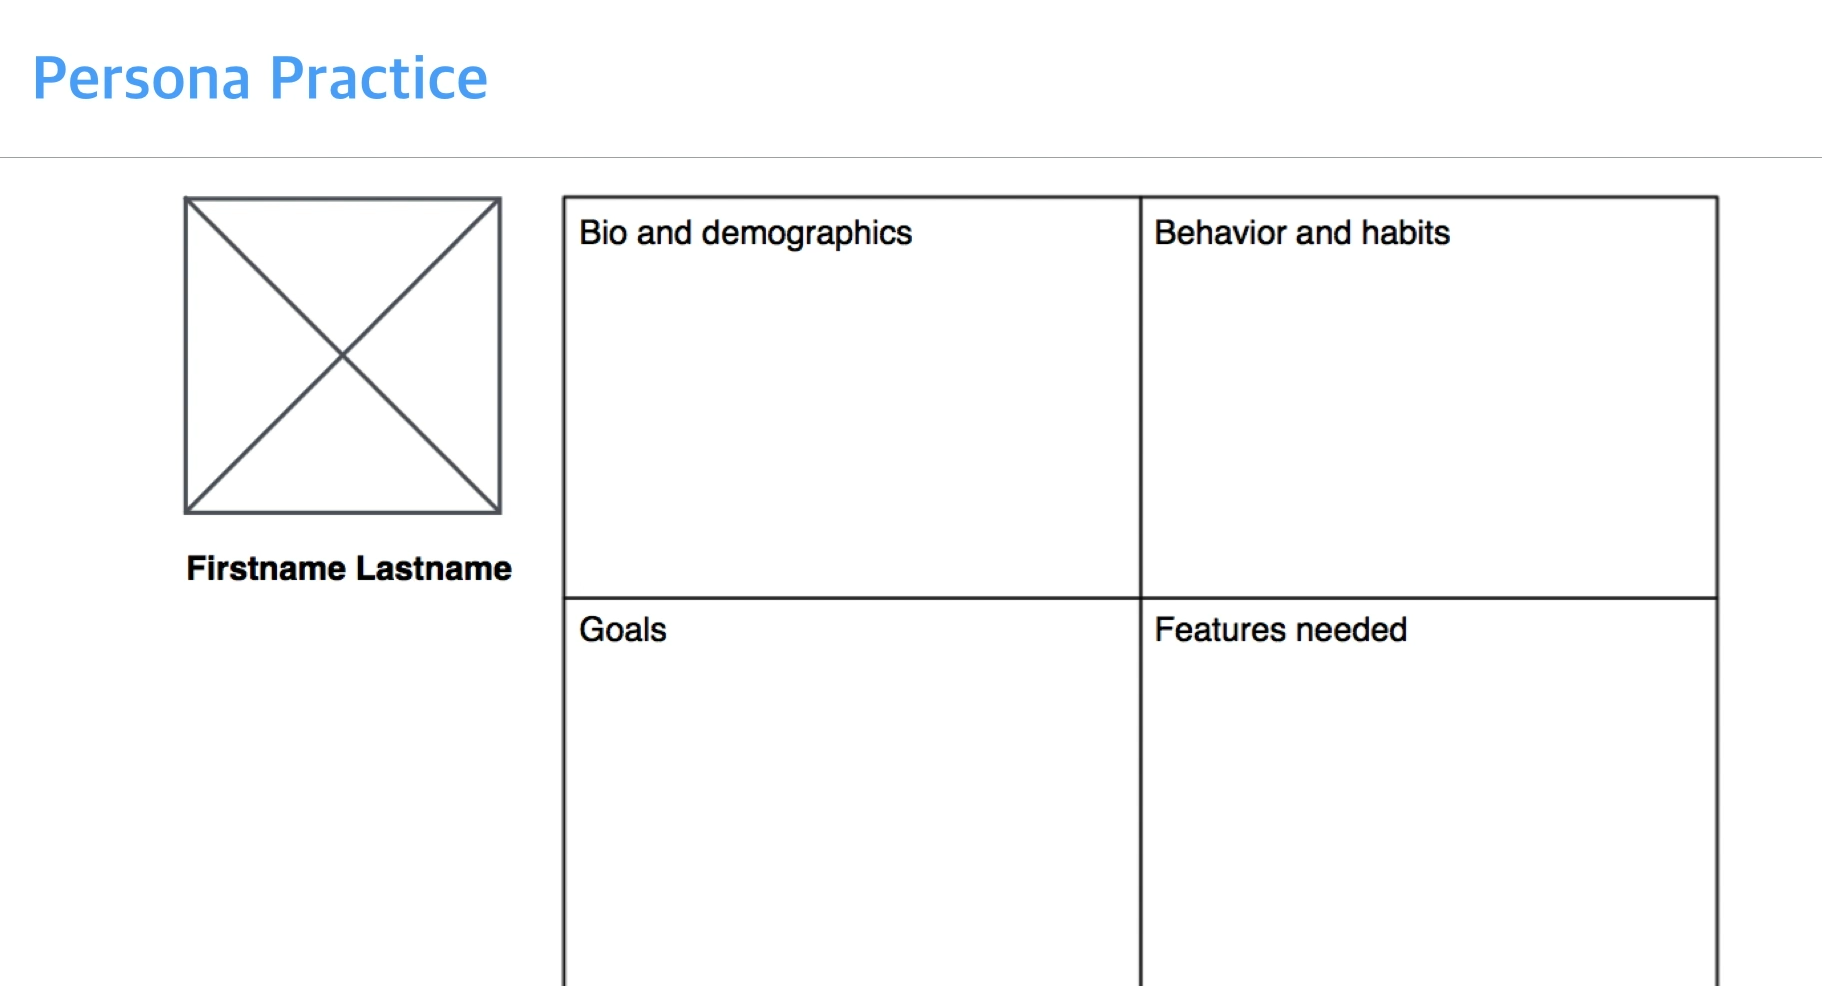 Persona Practice
Firstname Lastname
Bio and demographics
Behavior and habits
Goals
Features needed